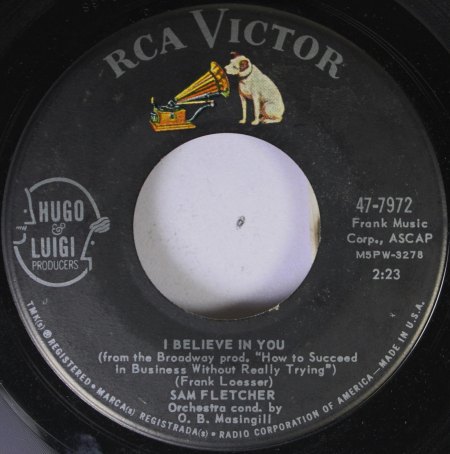 RCA VICTOR
HUGO
&
LUIGI
PRODUCERS
47-7972
Frank Music
Corp., ASCAP
M5PW-3278
2:23
I BELIEVE IN YOU
(from the Broadway prod. "How to Succeed
in Business Without Really Trying")
(Frank Loesser)
SAM FLETCHER
Orchestra cond. by
O. B. Masingill
TMK(s) ® REGISTERED • MARCA(s) REGISTRADA(s) • RADIO CORPORATION OF AMERICA—MADE IN U.S.A.